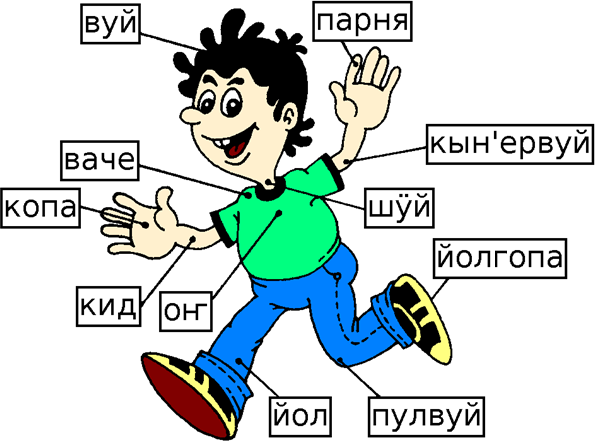 вуй
парня
кын'ервуй
ваче
копа
шӱй
йолгопа
кид
оҥ
йол
пулвуй